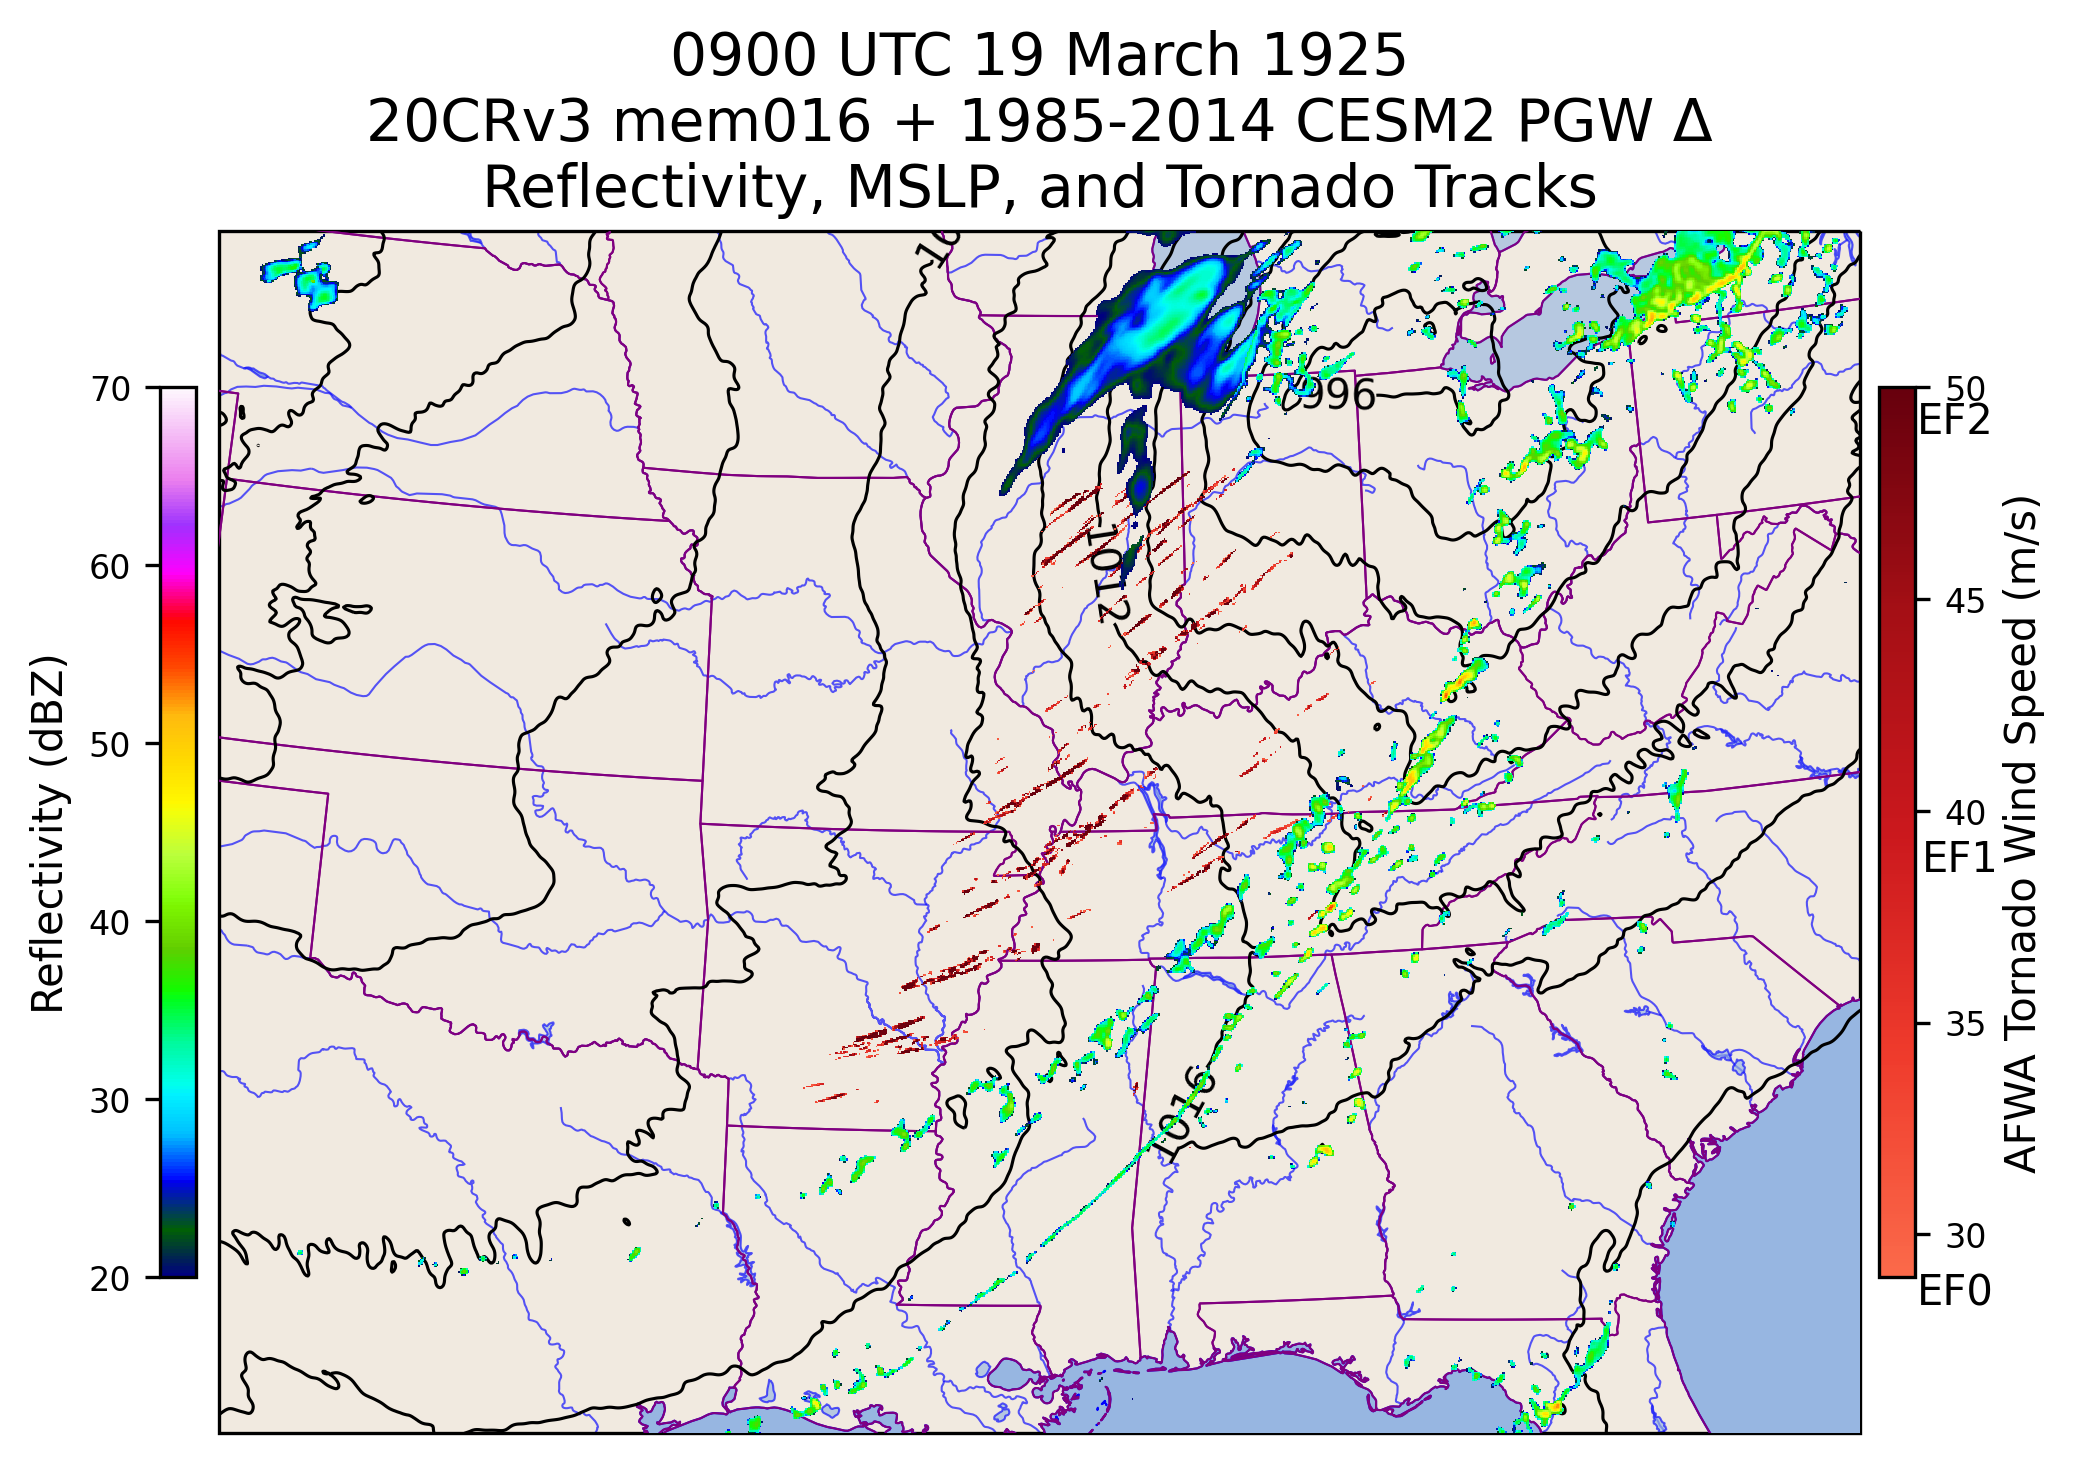 0900 UTC 19 March 1925
20CRv3 mem016 + 1985-2014 CESM2 PGW Δ
Reflectivity, MSLP, and Tornado Tracks
Reflectivity (dBZ)
70
60
50
40
30
20
996
1012
1016
50
EF2
45
40
EF1
35
30
EF0
AFWA Tornado Wind Speed (m/s)